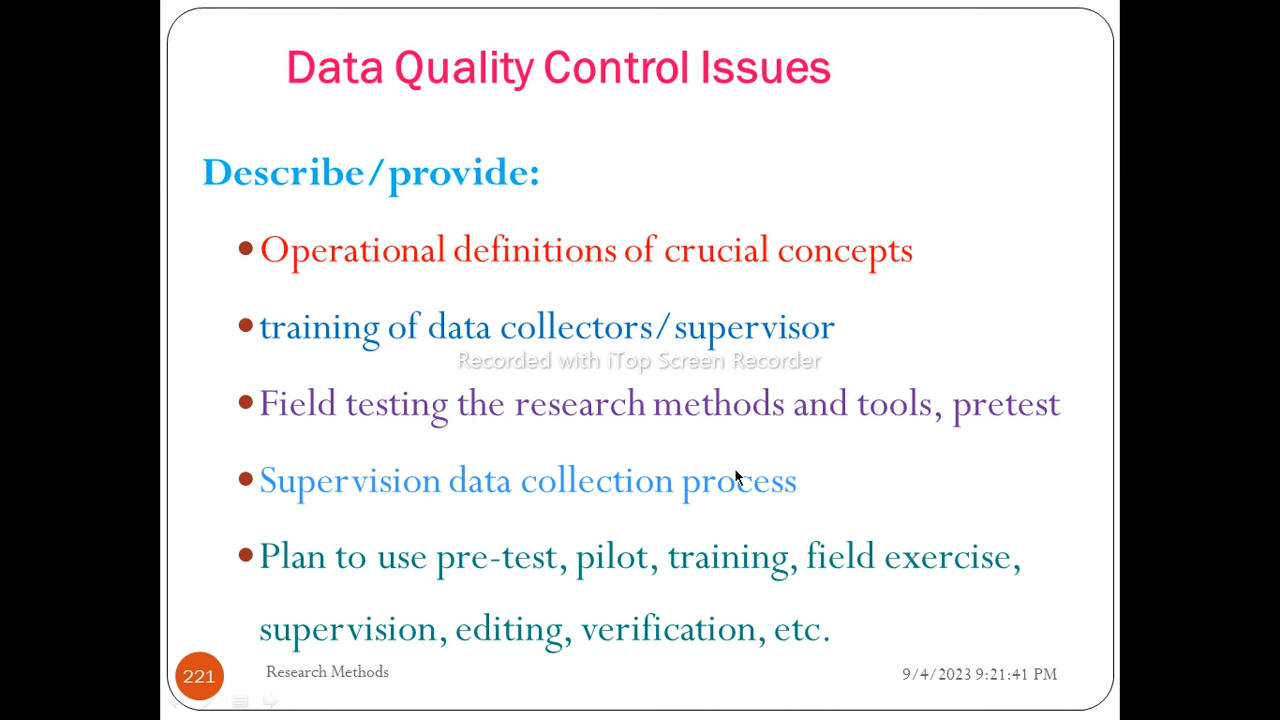 Data Quality Control Issues
Describe/provide:
Operational definitions of crucial concepts
training of data collectors/supervisor
Recorded with iTop Screen Recorder
Field testing the research methods and tools, pretest
Supervision data collection process
Plan to use pre-test, pilot, training, field exercise,
supervision, editing, verification, etc.
221
Research Methods
9/4/2023 9:21:41 PM